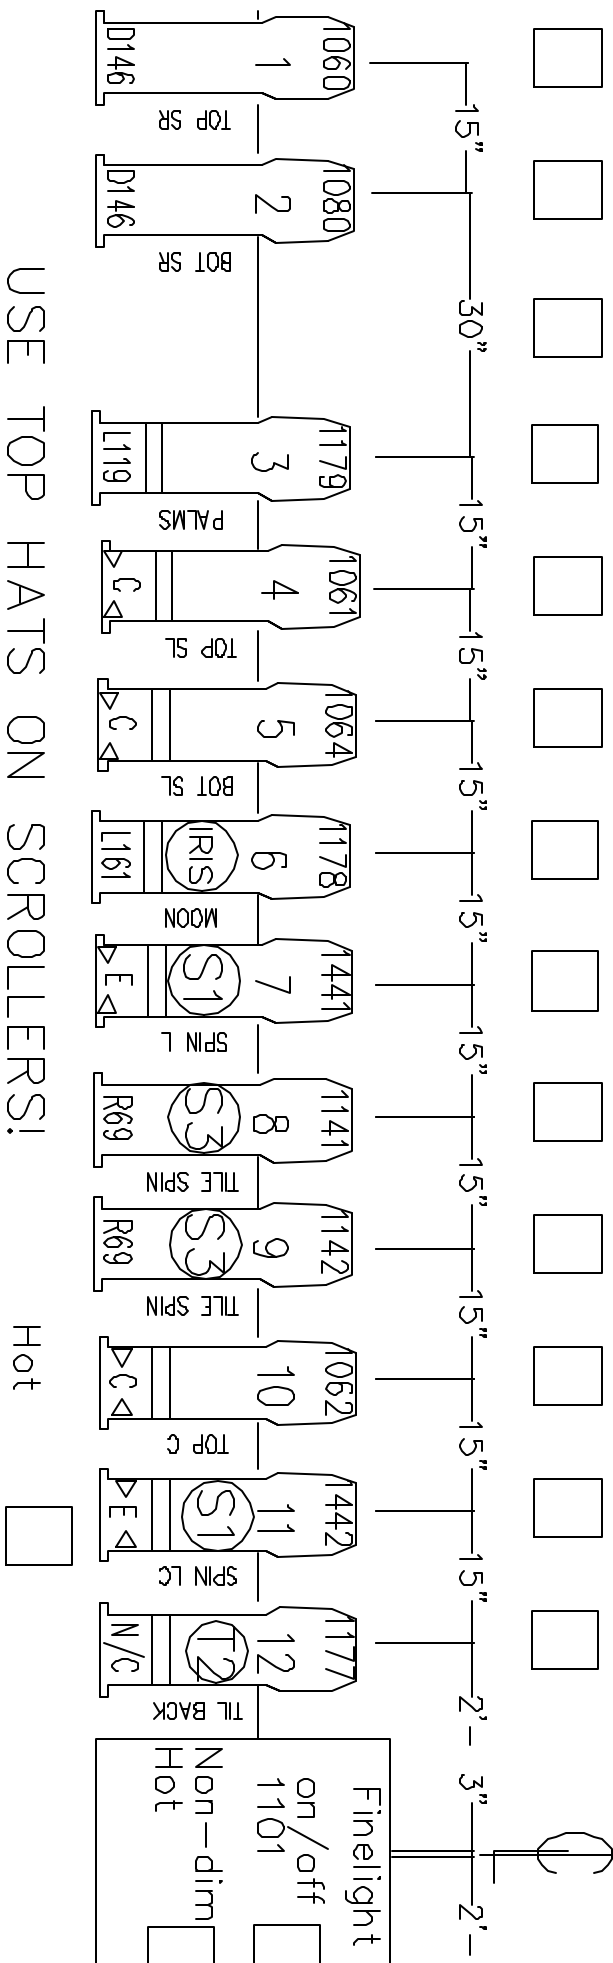 D146 1 1060
TOP SR
15"
D146 2 1080
BOT SR
30"
L119 3 1179
PALMS
15"
C 4 1061
TOP SL
15"
C 5 1064
BOT SL
15"
L161 IRIS 6 1178
MOON
15"
E S1 7 1441
SPIN L
15"
R69 S3 8 1141
TILE SPIN
15"
R69 S3 9 1142
TILE SPIN
15"
C 10 1062
TOP C
15"
E S1 11 1442
SPIN LC
15"
N/C T2 12 1177
TIL BACK
2'- 3"
CL
2'-
Finelight
on/off
1101
Non-dim
Hot
USE TOP HATS ON SCROLLERS!
Hot